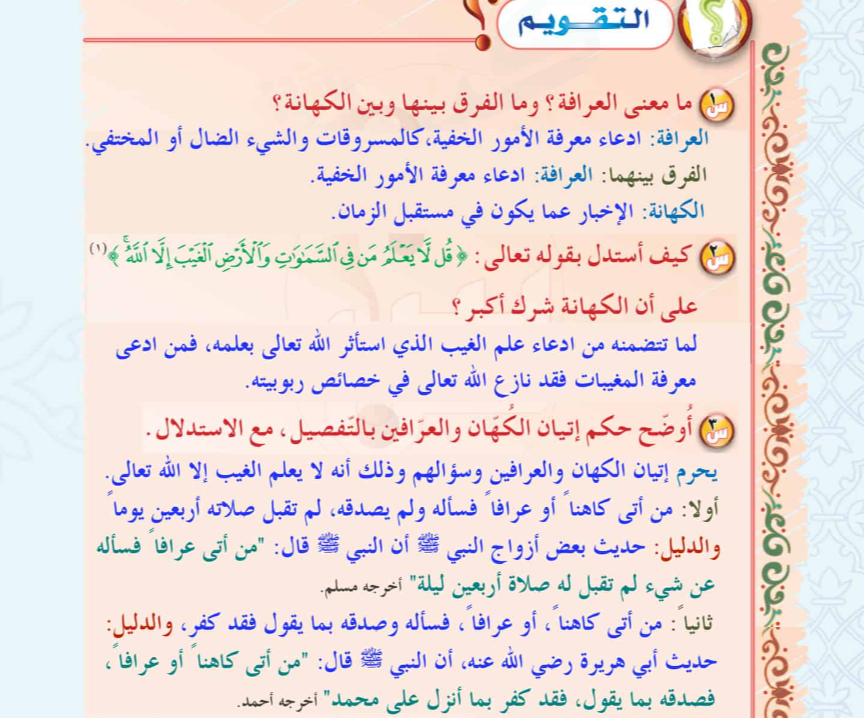 التقويم
س١ ما معنى العرافة؟ وما الفرق بينها وبين الكهانة؟
العرافة: ادعاء معرفة الأمور الخفية،كالمسروقات والشيء الضال أو المختفي.
الفرق بينهما: العرافة: ادعاء معرفة الأمور الخفية.
الكهانة: الإخبار عما يكون في مستقبل الزمان.
س٢ كيف أستدل بقوله تعالى: ﴿قُل لَّا يَعْلَمُ مَن فِي ٱلسَّمَٰوَٰتِ وَٱلْأَرْضِ ٱلْغَيْبَ إِلَّا ٱللَّهُ ۚ﴾(١)
على أن الكهانة شرك أكبر؟
لما تتضمنه من ادعاء علم الغيب الذي استأثر الله تعالى بعلمه، فمن ادعى
معرفة المغيبات فقد نازع الله تعالى في خصائص ربوبيته.
س٣ أُوضّح حكم إتيان الكُهّان والعرّافين بالتّفصيل، مع الاستدلال.
يحرم إتيان الكهان والعرافين وسؤالهم وذلك أنه لا يعلم الغيب إلا الله تعالى.
أولا: من أتى كاهناً أو عرافاً فسأله ولم يصدقه، لم تقبل صلاته أربعين يوماً
والدليل: حديث بعض أزواج النبي ﷺ أن النبي ﷺ قال: "من أتى عرافاً فسأله
عن شيء لم تقبل له صلاة أربعين ليلة" أخرجه مسلم.
ثانياً: من أتى كاهناً، أو عرافاً، فسأله وصدقه بما يقول فقد كفر، والدليل:
حديث أبي هريرة رضي الله عنه، أن النبي ﷺ قال: "من أتى كاهناً أو عرافاً،
فصدقه بما يقول، فقد كفر بما أنزل على محمد" أخرجه أحمد.